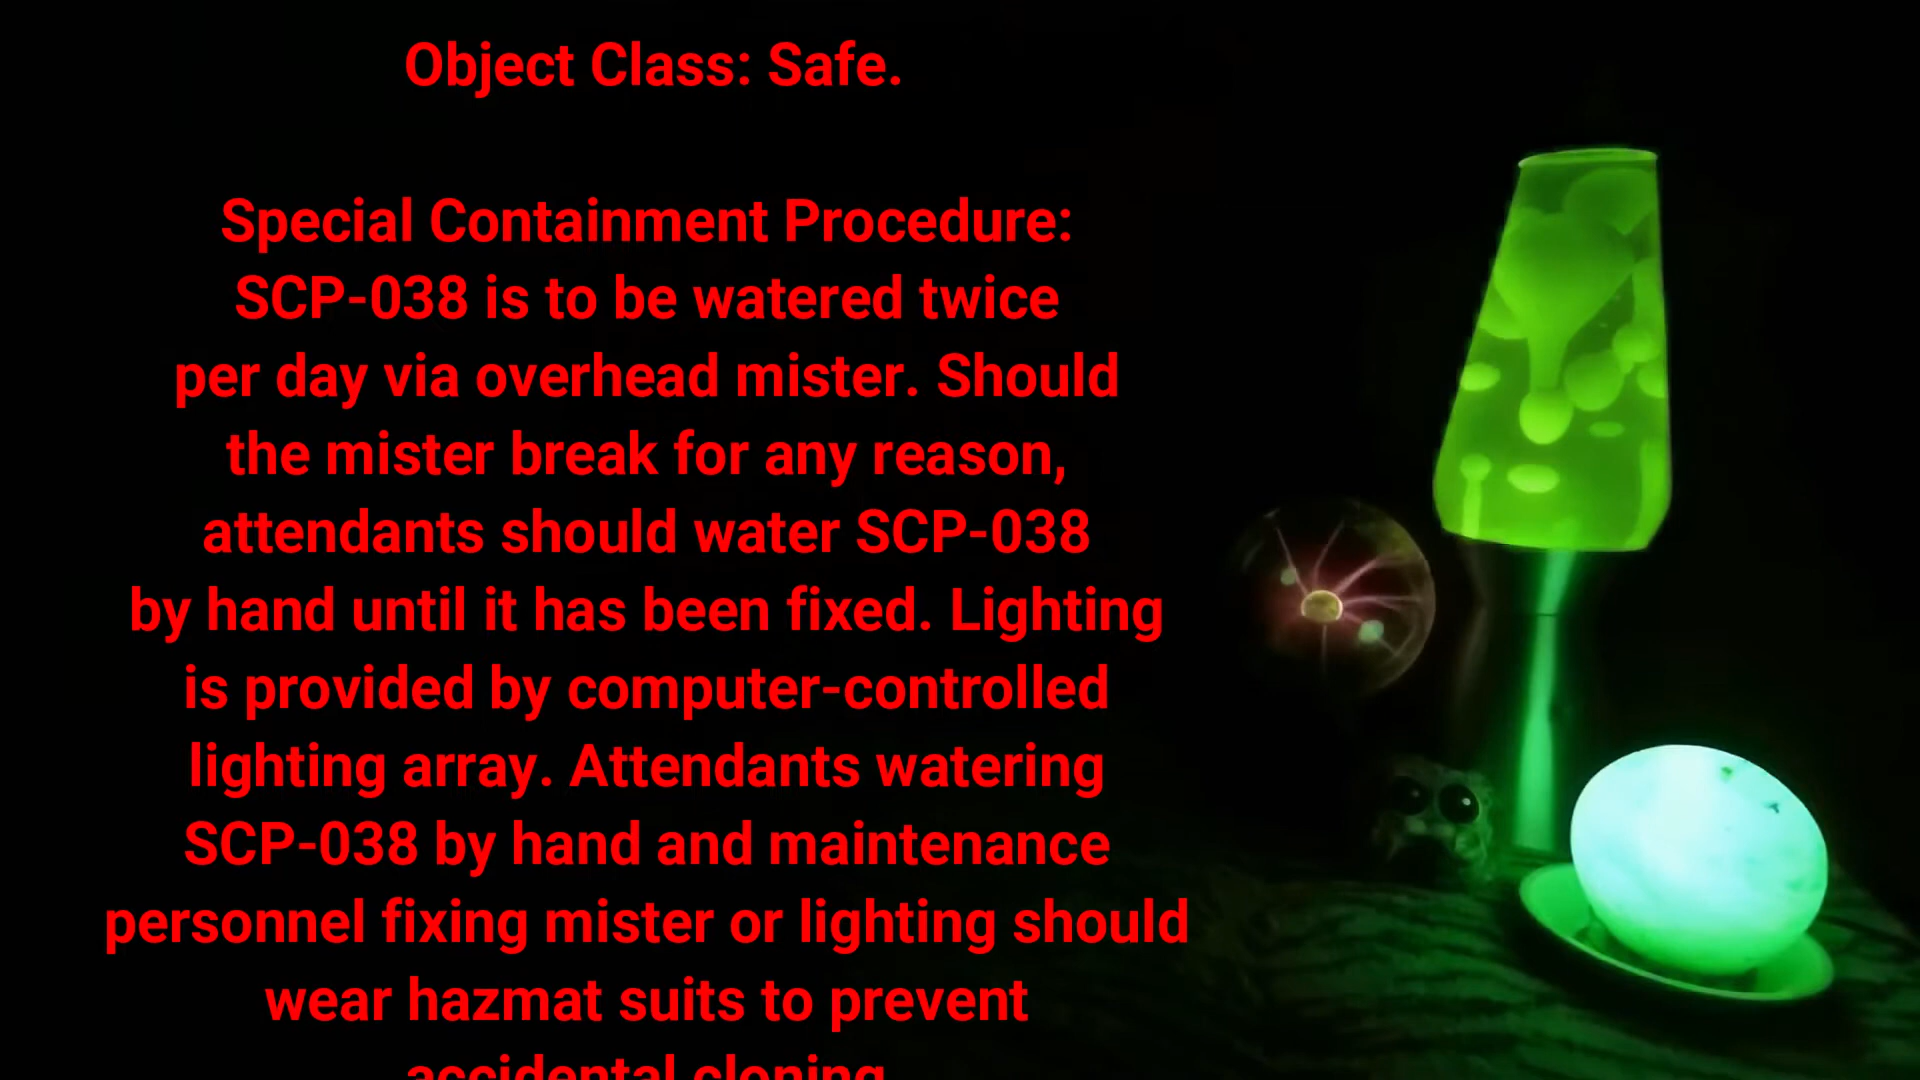 Object Class: Safe.
Special Containment Procedure:
SCP-038 is to be watered twice
per day via overhead mister. Should
the mister break for any reason,
attendants should water SCP-038
by hand until it has been fixed. Lighting
is provided by computer-controlled
lighting array. Attendants watering
SCP-038 by hand and maintenance
personnel fixing mister or lighting should
wear hazmat suits to prevent
accidental cloning.